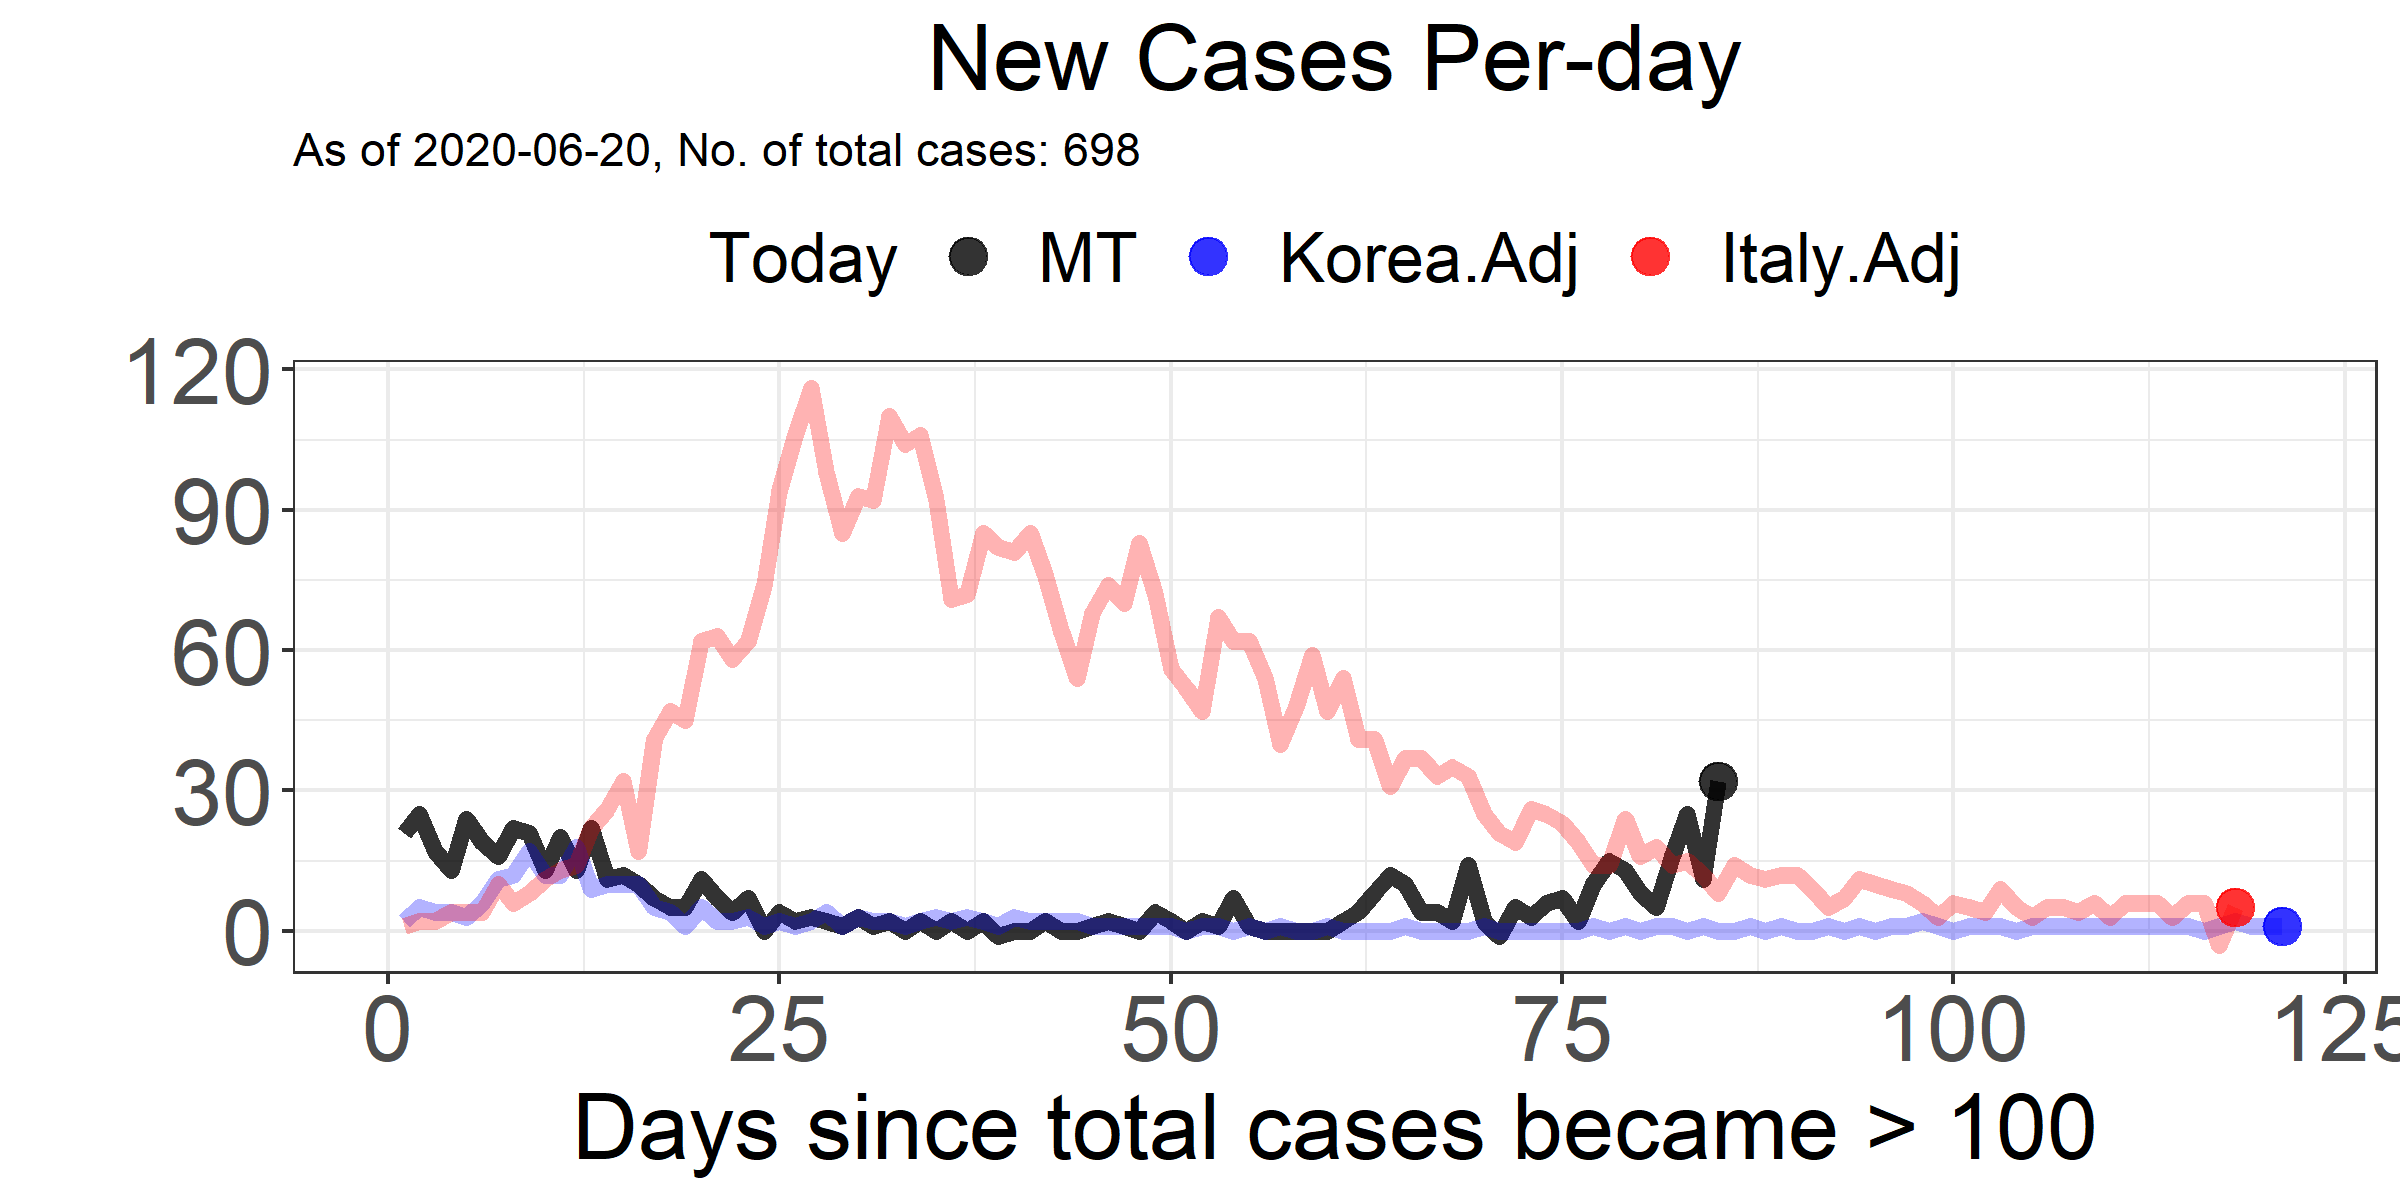 New Cases Per-day
As of 2020-06-20, No. of total cases: 698
Today MT Korea.Adj Italy.Adj
120
90
60
30
0
0 25 50 75 100 125
Days since total cases became > 100